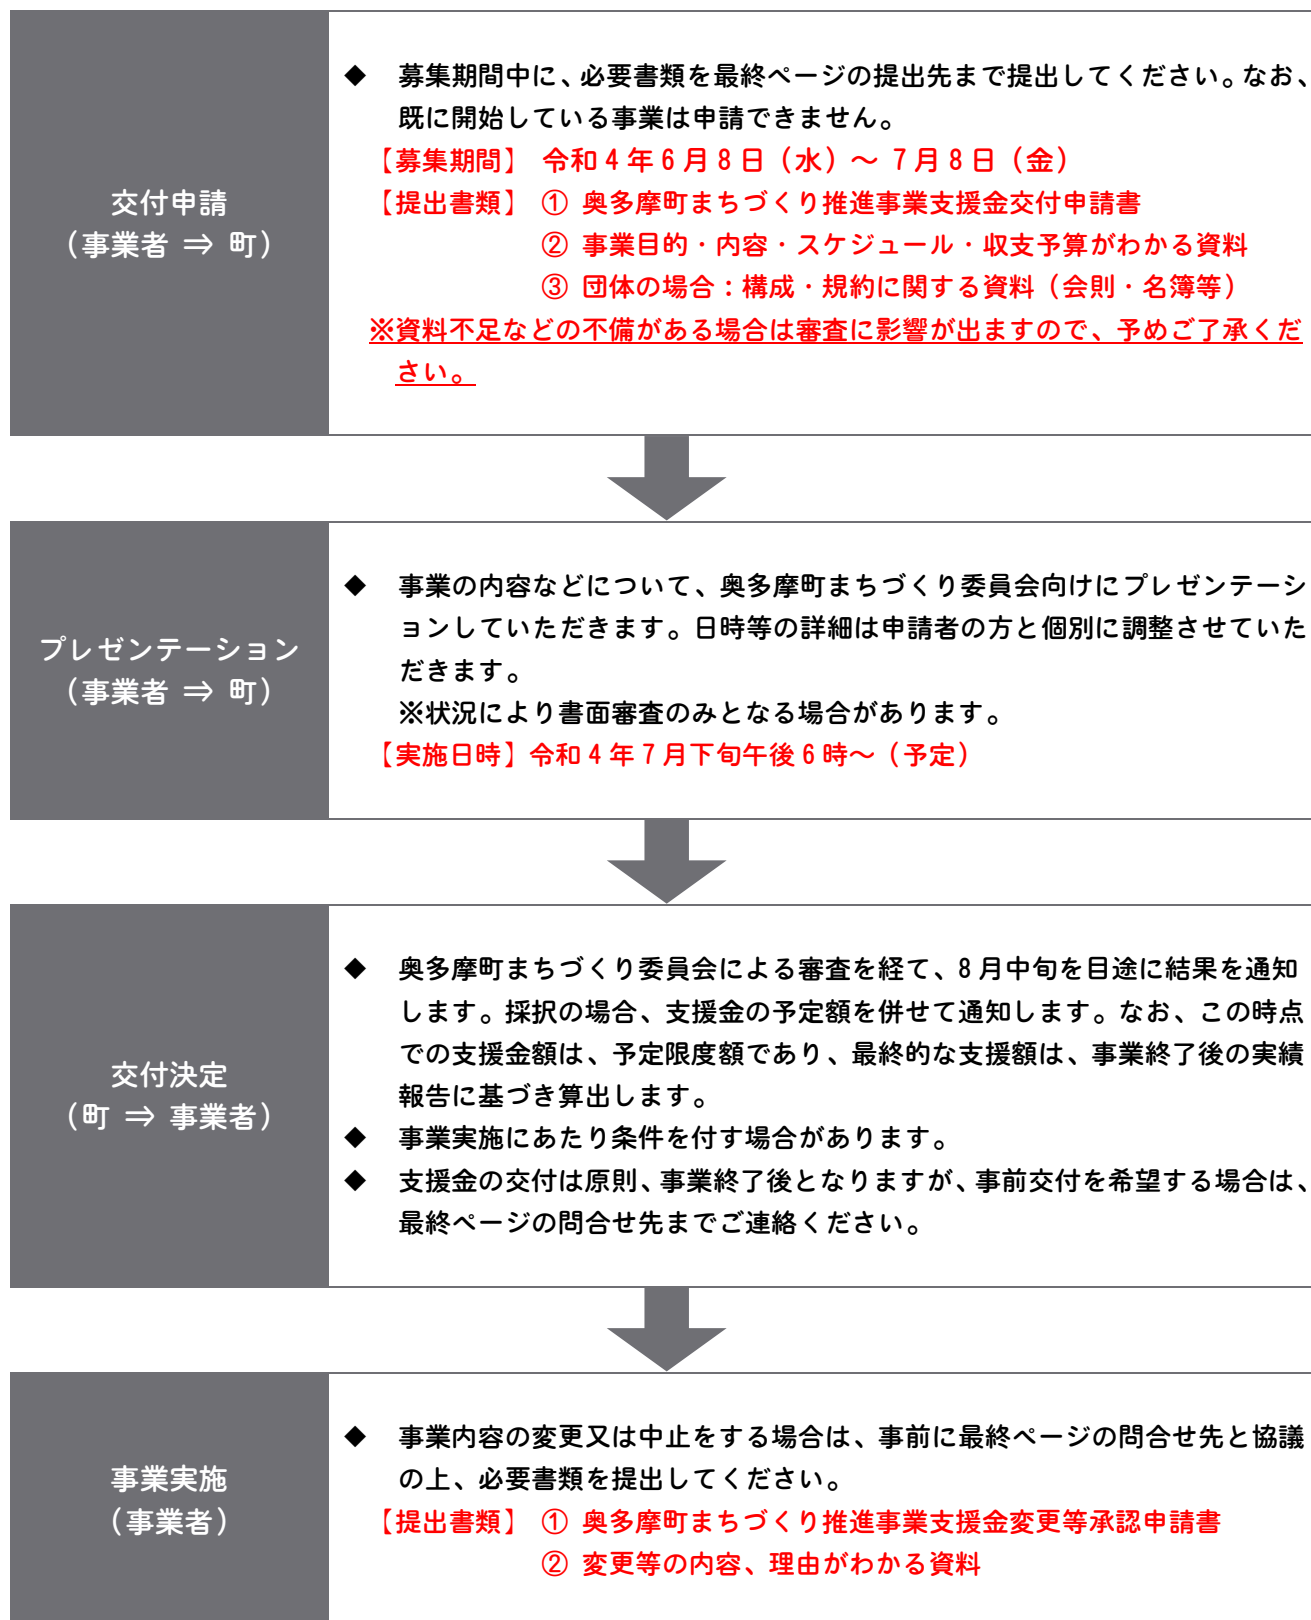 交付申請
（事業者 ⇒ 町）
◆ 募集期間中に、必要書類を最終ページの提出先まで提出してください。なお、
既に開始している事業は申請できません。
【募集期間】 令和４年６月８日（水）～ ７月８日（金）
【提出書類】 ① 奥多摩町まちづくり推進事業支援金交付申請書
② 事業目的・内容・スケジュール・収支予算がわかる資料
③ 団体の場合：構成・規約に関する資料（会則・名簿等）
※資料不足などの不備がある場合は審査に影響が出ますので、予めご了承くだ
さい。
プレゼンテーション
（事業者 ⇒ 町）
◆ 事業の内容などについて、奥多摩町まちづくり委員会向けにプレゼンテーシ
ョンしていただきます。日時等の詳細は申請者の方と個別に調整させていた
だきます。
※状況により書面審査のみとなる場合があります。
【実施日時】令和４年７月下旬午後６時～（予定）
交付決定
（町 ⇒ 事業者）
◆ 奥多摩町まちづくり委員会による審査を経て、８月中旬を目途に結果を通知
します。採択の場合、支援金の予定額を併せて通知します。なお、この時点
での支援金額は、予定限度額であり、最終的な支援額は、事業終了後の実績
報告に基づき算出します。
◆ 事業実施にあたり条件を付す場合があります。
◆ 支援金の交付は原則、事業終了後となりますが、事前交付を希望する場合は、
最終ページの問合せ先までご連絡ください。
事業実施
（事業者）
◆ 事業内容の変更又は中止をする場合は、事前に最終ページの問合せ先と協議
の上、必要書類を提出してください。
【提出書類】 ① 奥多摩町まちづくり推進事業支援金変更等承認申請書
② 変更等の内容、理由がわかる資料